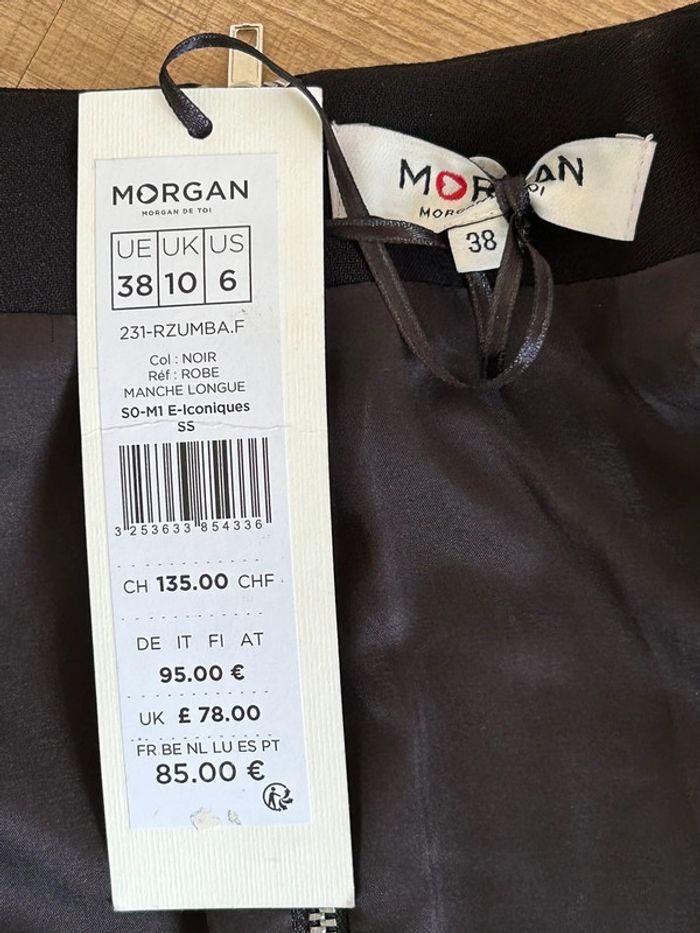 MORGAN
MORGAN DE TOI
UE UK US
38 10 6
231-RZUMBA.F
Col : NOIR
Réf : ROBE
MANCHE LONGUE
S0-M1 E-Iconiques
SS
3 253633 854336
CH 135.00 CHF
DE IT FI AT
95.00 €
UK £ 78.00
FR BE NL LU ES PT
85.00 €
MORGAN
38